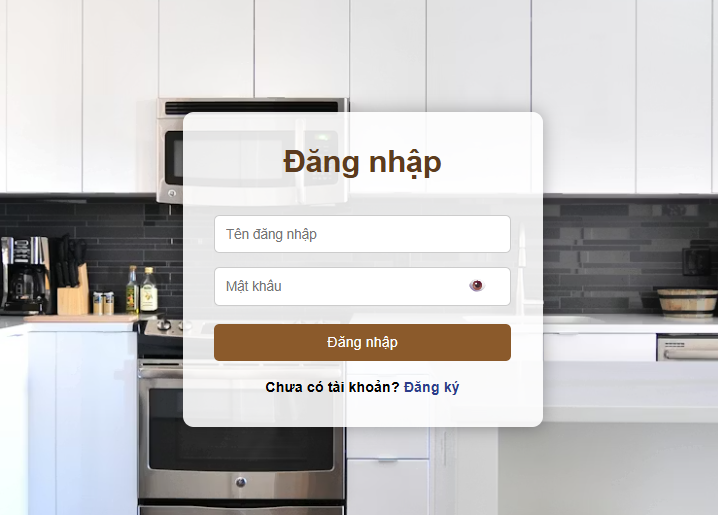 Đăng nhập
Tên đăng nhập
Mật khẩu
Đăng nhập
Chưa có tài khoản? Đăng ký